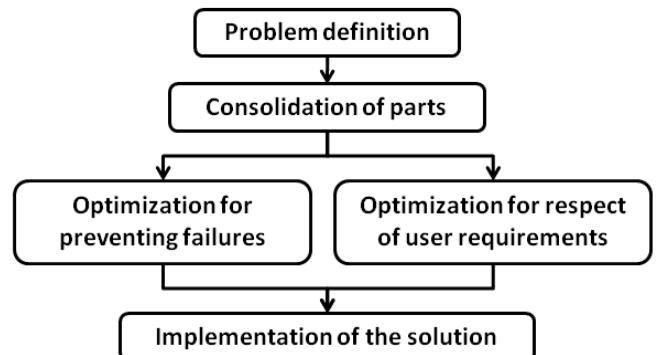 Problem definition
Consolidation of parts
Optimization for
preventing failures
Optimization for respect
of user requirements
Implementation of the solution